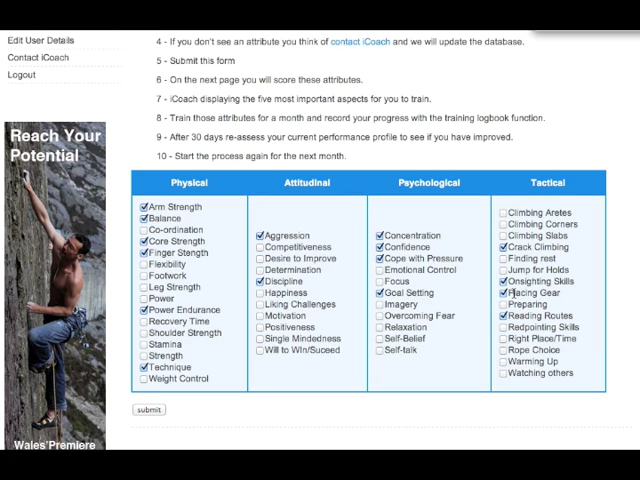 Edit User Details
Contact iCoach
Logout
4 - If you don't see an attribute you think of contact iCoach and we will update the database.
5 - Submit this form
6 - On the next page you will score these attributes.
7 - iCoach displaying the five most important aspects for you to train.
8 - Train those attributes for a month and record your progress with the training logbook function.
9 - After 30 days re-assess your current performance profile to see if you have improved.
10 - Start the process again for the next month.
Reach Your
Potential
Wales'Premiere
Physical
Arm Strength
Balance
Co-ordination
Core Strength
Finger Stength
Flexibility
Footwork
Leg Strength
Power
Power Endurance
Recovery Time
Shoulder Strength
Stamina
Strength
Technique
Weight Control
Attitudinal
Aggression
Competitiveness
Desire to Improve
Determination
Discipline
Happiness
Liking Challenges
Motivation
Positiveness
Single Mindedness
Will to WIn/Suceed
Psychological
Concentration
Confidence
Cope with Pressure
Emotional Control
Focus
Goal Setting
Imagery
Overcoming Fear
Relaxation
Self-Belief
Self-talk
Tactical
Climbing Aretes
Climbing Corners
Climbing Slabs
Crack Climbing
Finding rest
Jump for Holds
Onsighting Skills
Placing Gear
Preparing
Reading Routes
Redpointing Skills
Right Place/Time
Rope Choice
Warming Up
Watching others
submit